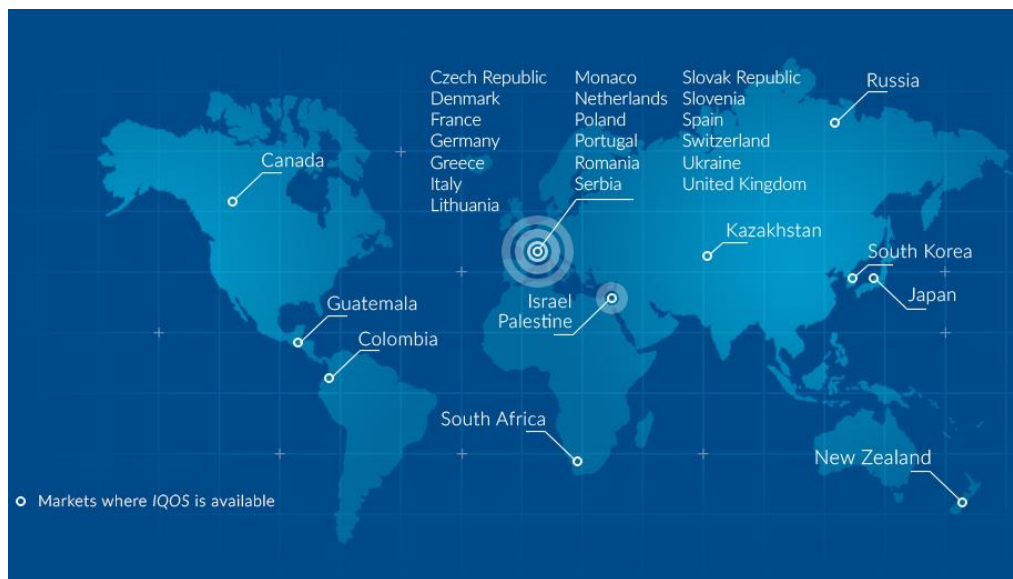 Czech Republic
Denmark
France
Germany
Greece
Italy
Lithuania
Monaco
Netherlands
Poland
Portugal
Romania
Serbia
Slovak Republic
Slovenia
Spain
Switzerland
Ukraine
United Kingdom
Russia
Canada
Kazakhstan
South Korea
Japan
Israel
Palestine
Guatemala
Colombia
South Africa
New Zealand
Markets where IQOS is available